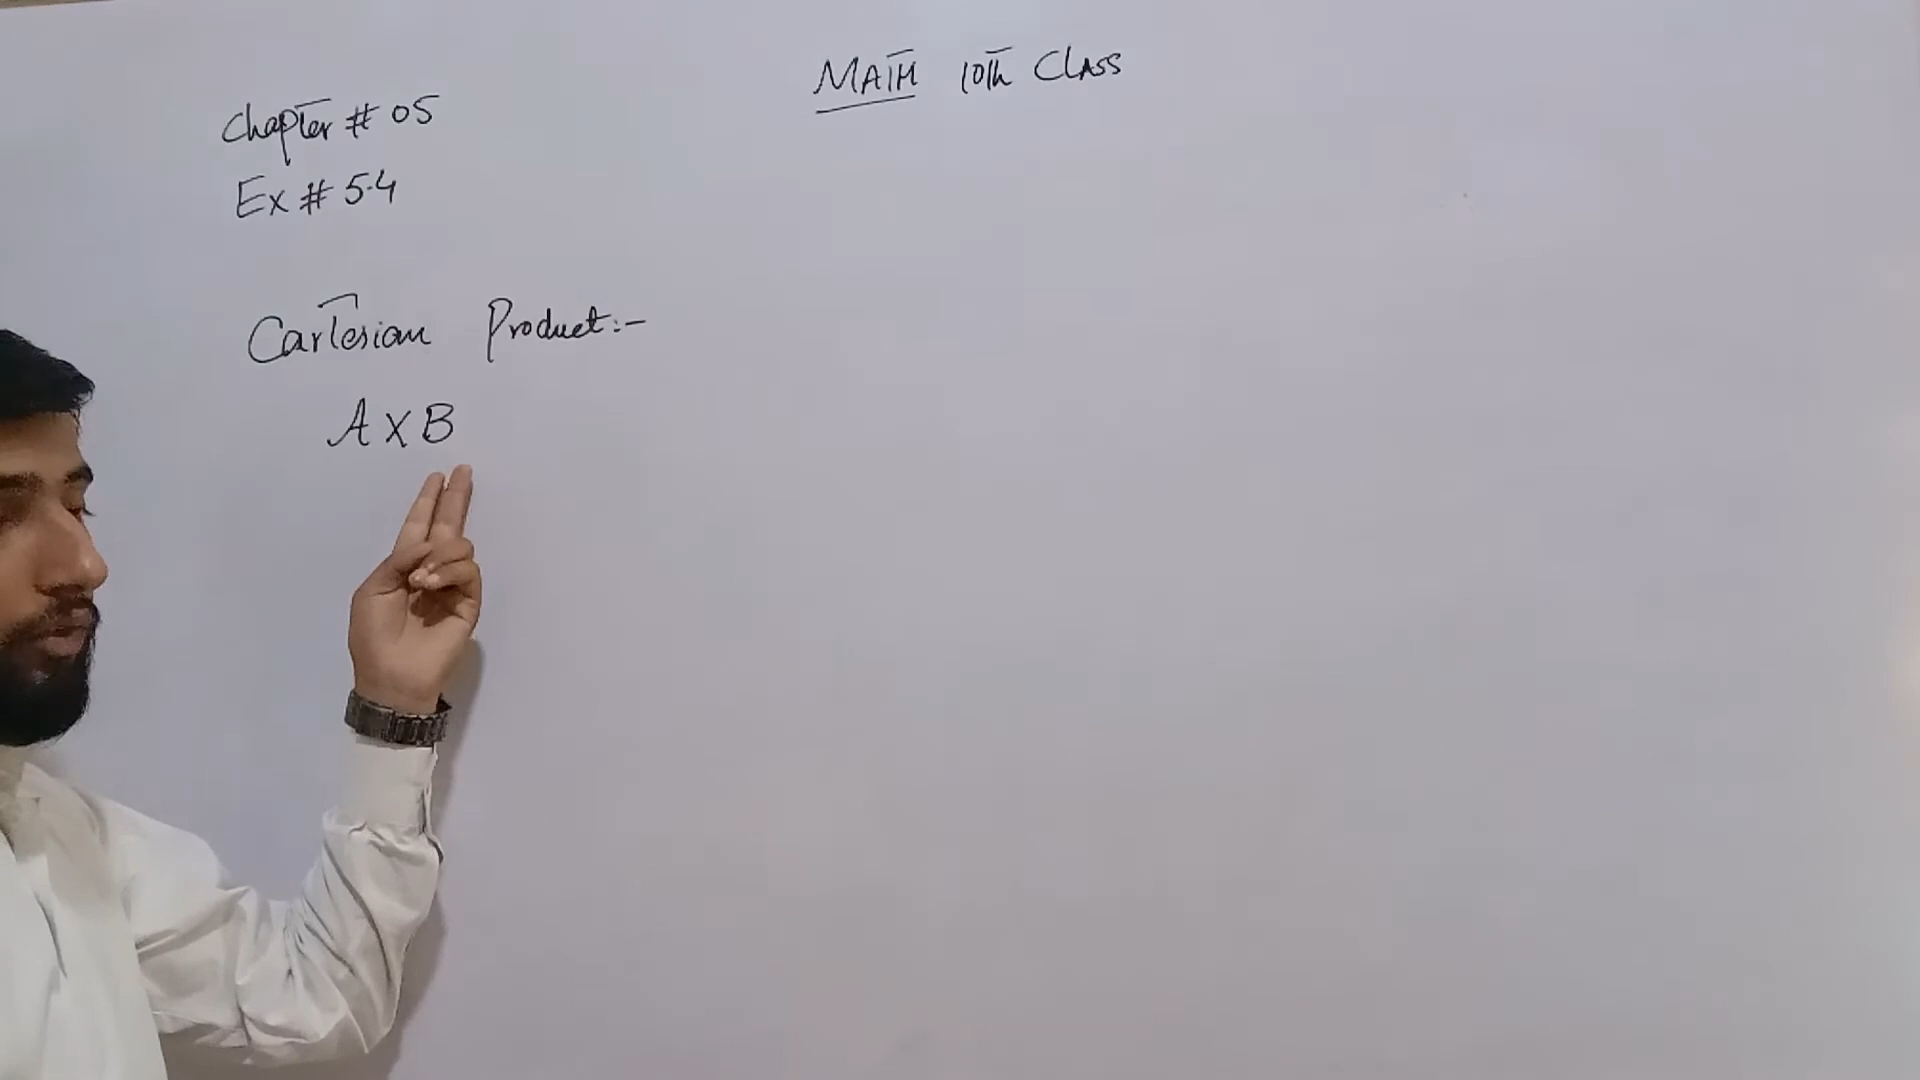 MATH 10th Class
Chapter # 05
Ex # 5.4
Cartesian Product:-
A X B